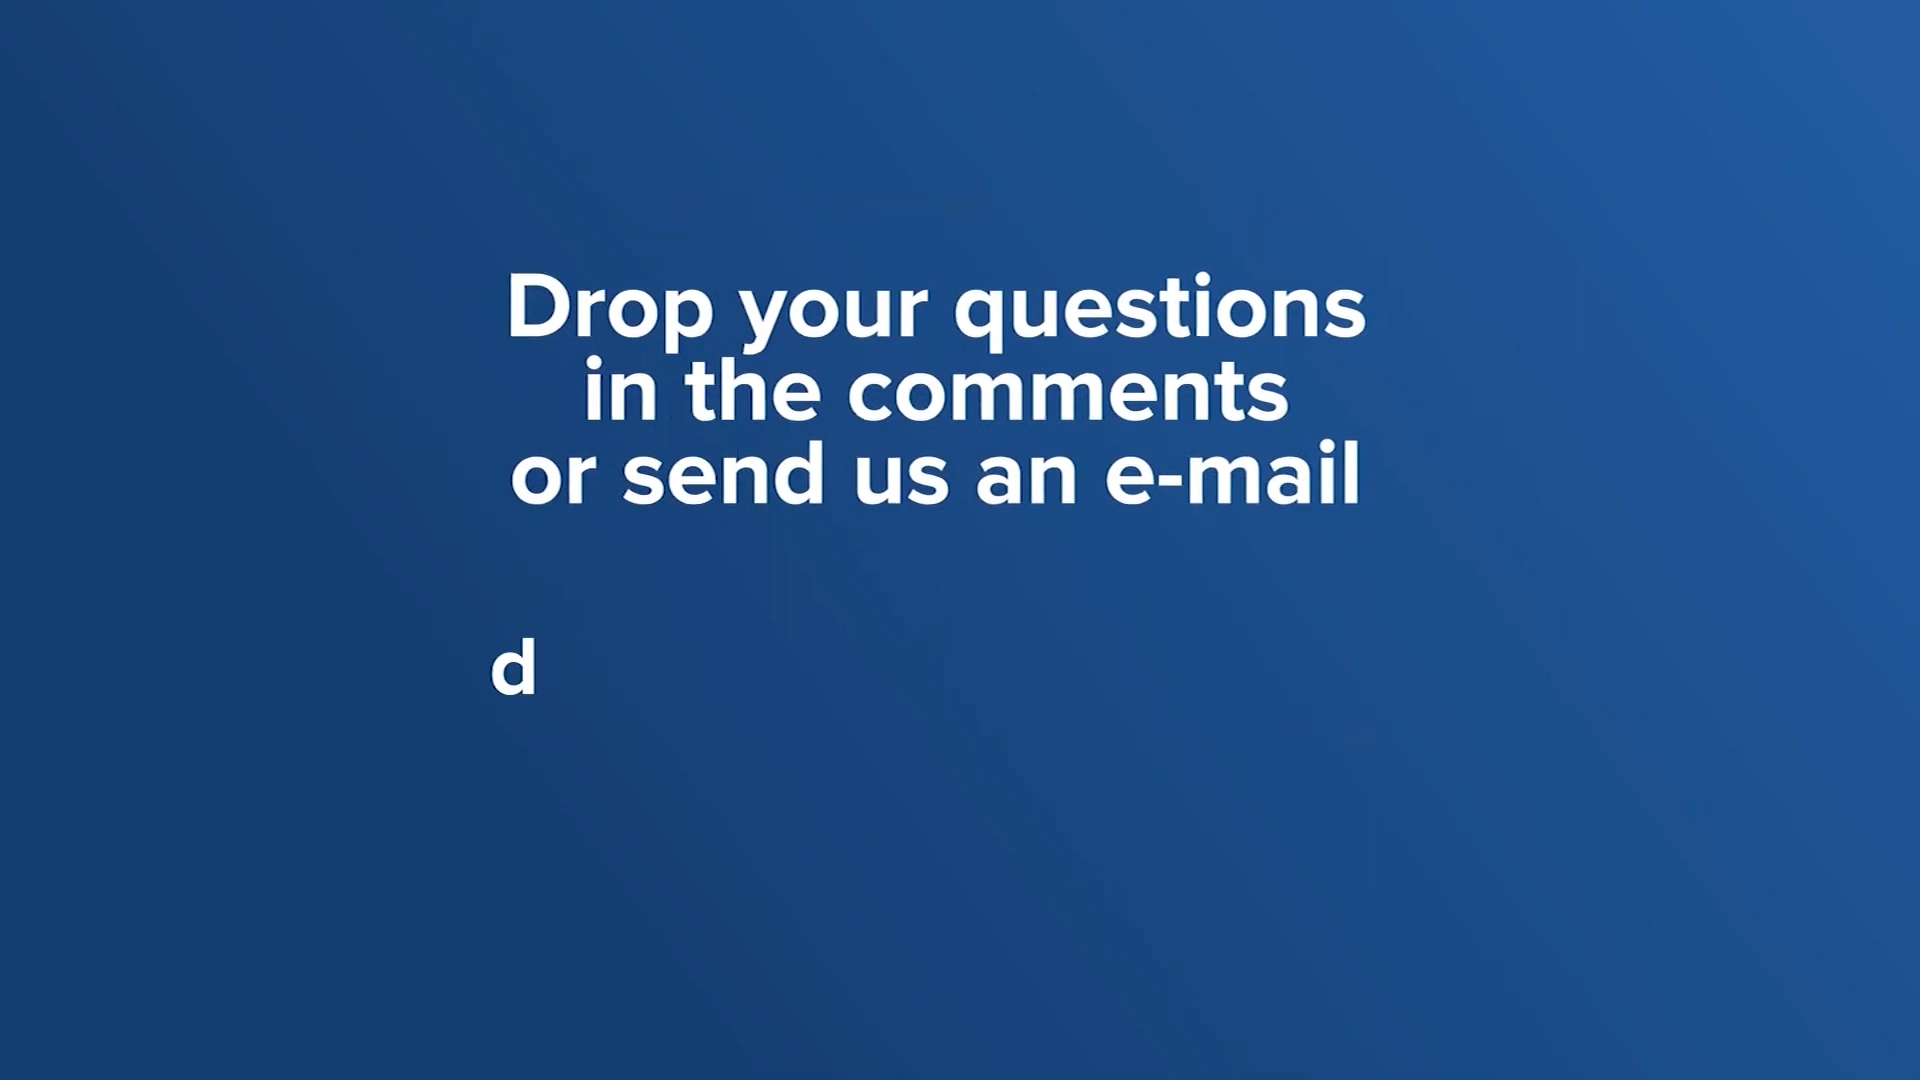 Drop your questions
in the comments
or send us an e-mail
d